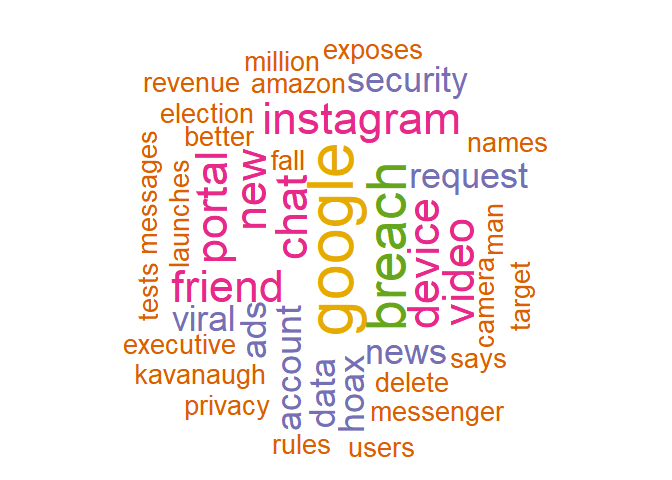 exposes
million
revenue
amazon
security
election
instagram
better
names
messages
launches
portal
new
fall
chat
google
breach
request
device
video
man
camera
target
tests
friend
viral
ads
account
executive
kavanaugh
privacy
data
hoax
news
says
delete
messenger
rules
users